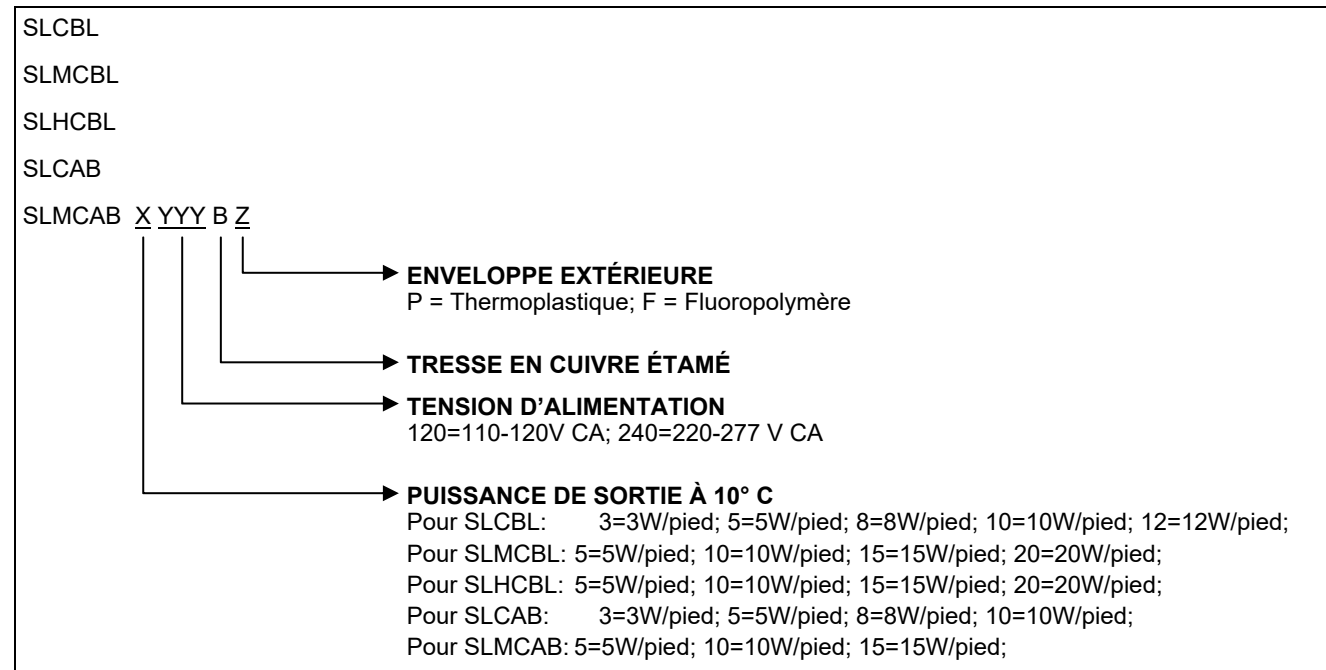 SLCBL
SLMCBL
SLHCBL
SLCAB
SLMCAB X YYY B Z
ENVELOPPE EXTÉRIEURE
P = Thermoplastique; F = Fluoropolymère
TRESSE EN CUIVRE ÉTAMÉ
TENSION D’ALIMENTATION
120=110-120V CA; 240=220-277 V CA
PUISSANCE DE SORTIE À 10° C
Pour SLCBL: 3=3W/pied; 5=5W/pied; 8=8W/pied; 10=10W/pied; 12=12W/pied;
Pour SLMCBL: 5=5W/pied; 10=10W/pied; 15=15W/pied; 20=20W/pied;
Pour SLHCBL: 5=5W/pied; 10=10W/pied; 15=15W/pied; 20=20W/pied;
Pour SLCAB: 3=3W/pied; 5=5W/pied; 8=8W/pied; 10=10W/pied;
Pour SLMCAB: 5=5W/pied; 10=10W/pied; 15=15W/pied;